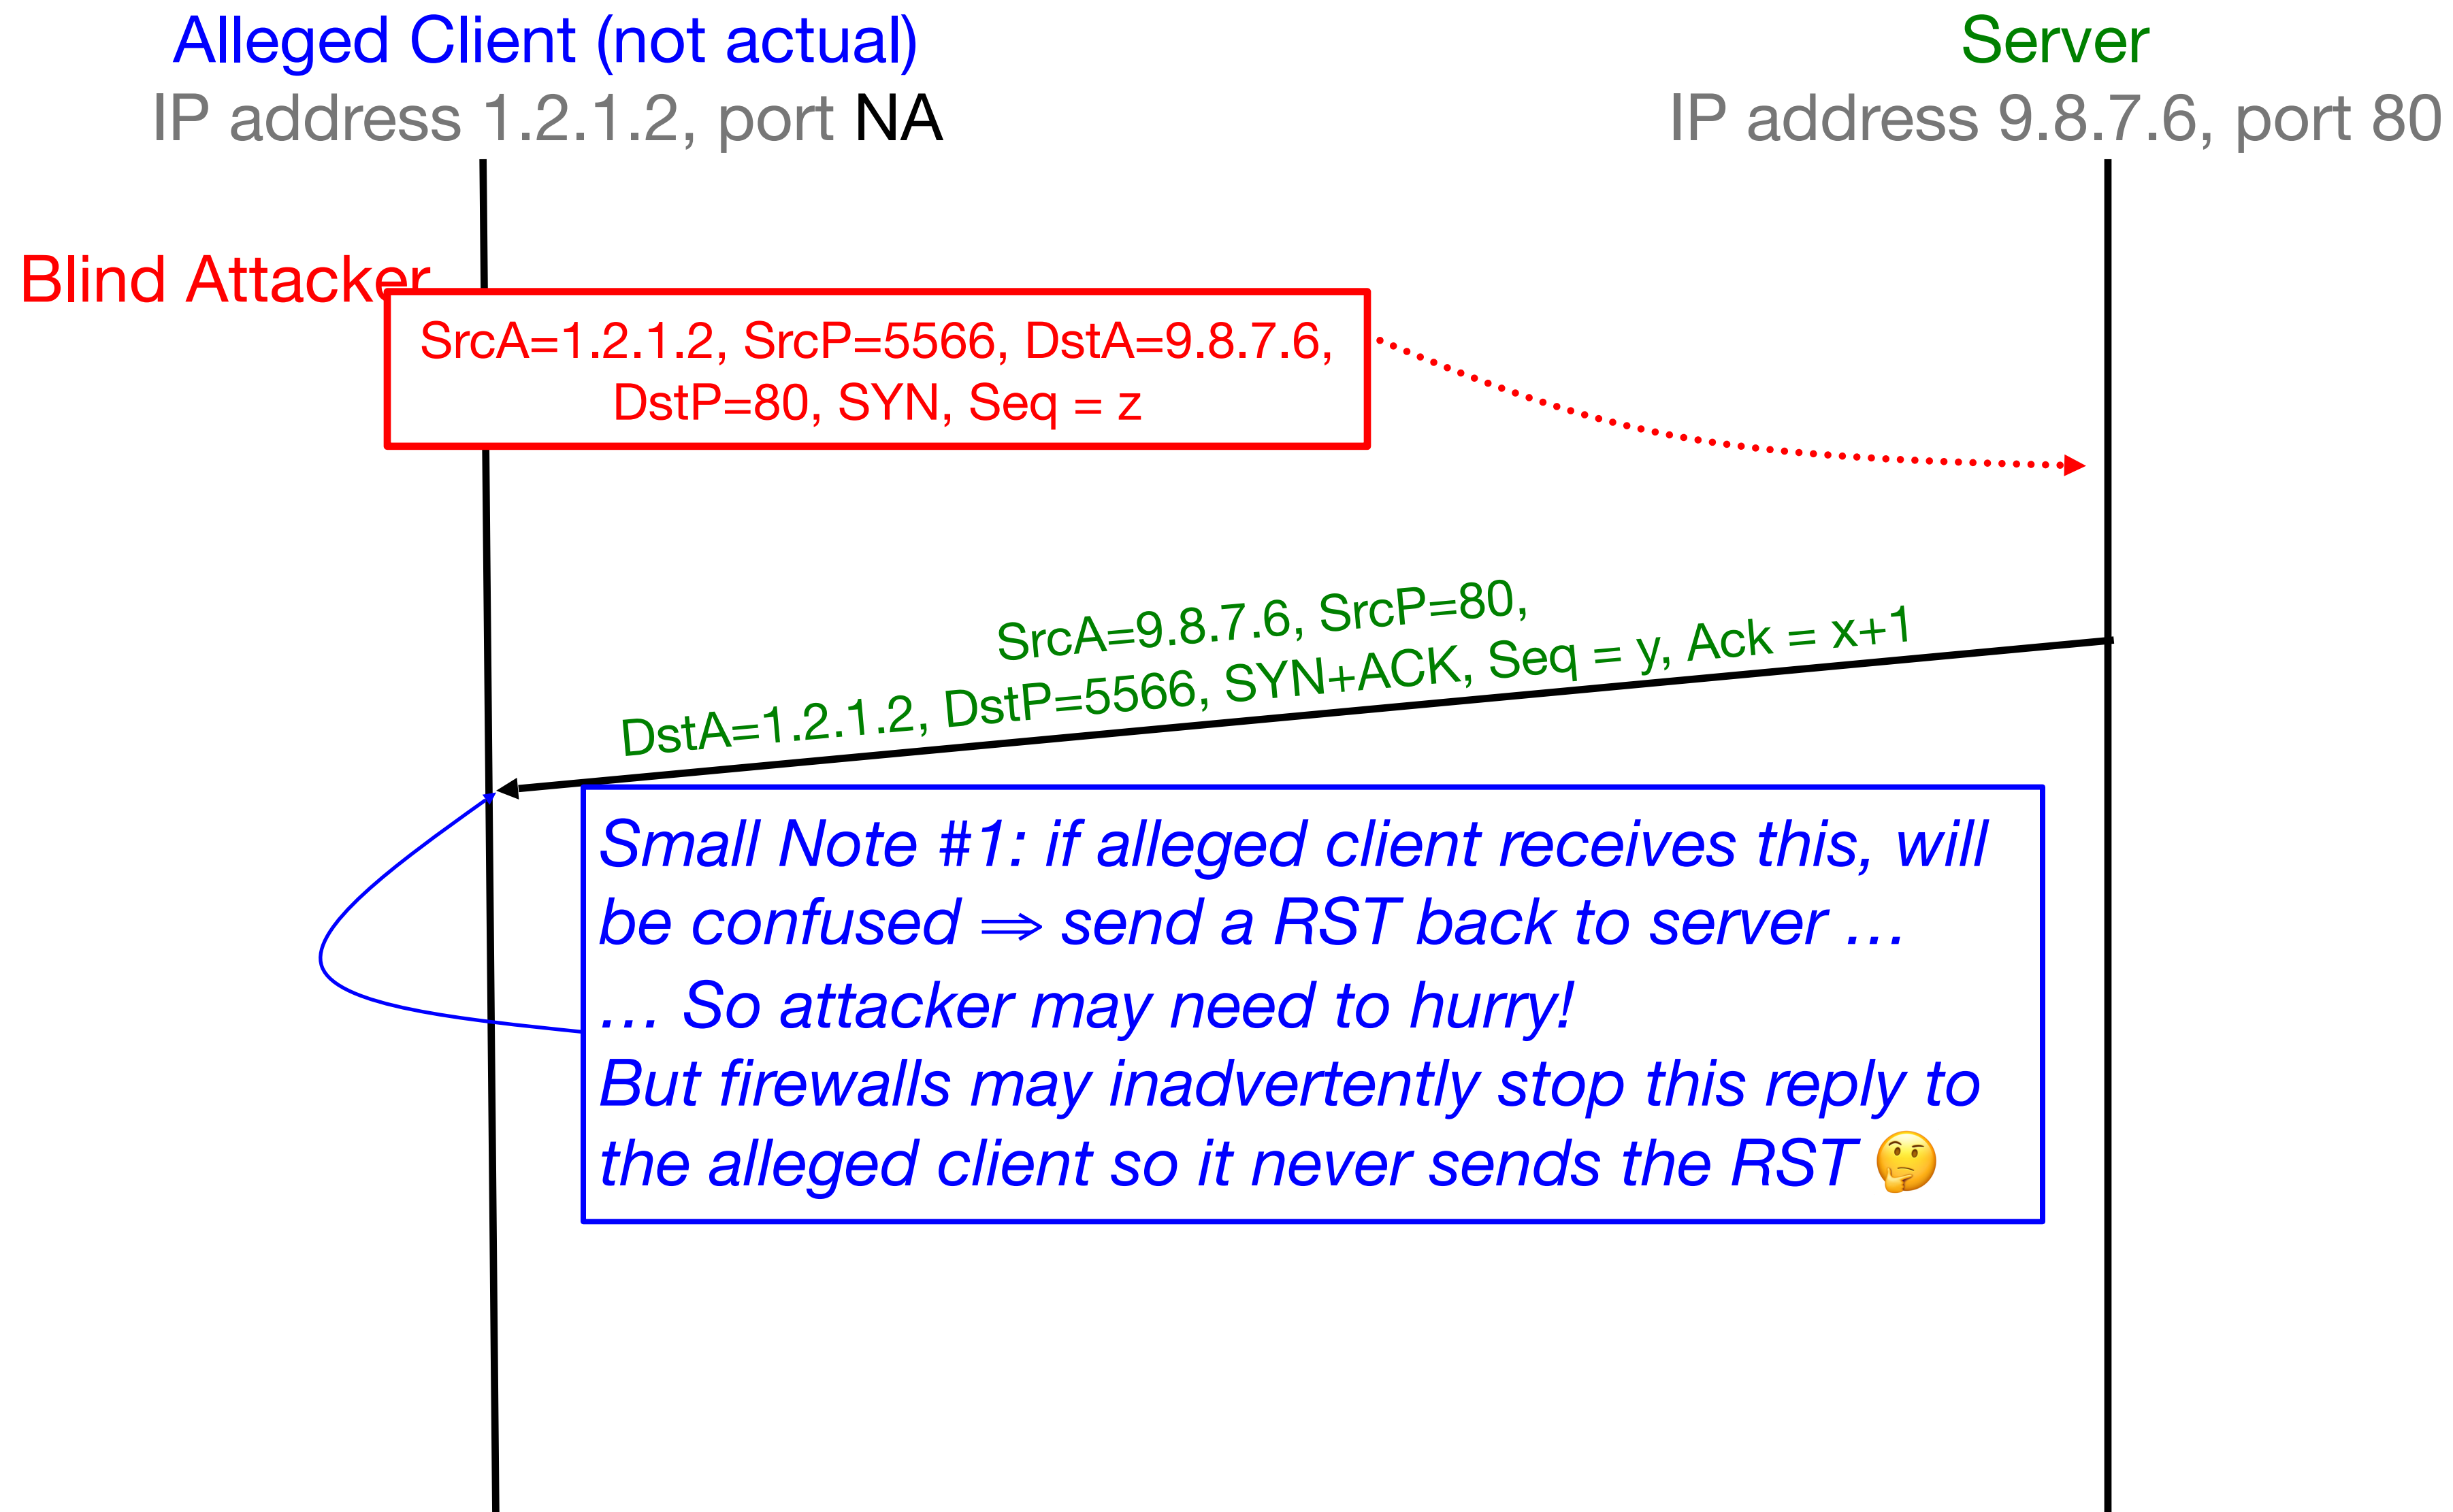 Alleged Client (not actual)
IP address 1.2.1.2, port NA
Server
IP address 9.8.7.6, port 80
Blind Attacker
SrcA=1.2.1.2, SrcP=5566, DstA=9.8.7.6,
DstP=80, SYN, Seq = z
SrcA=9.8.7.6, SrcP=80,
DstA=1.2.1.2, DstP=5566, SYN+ACK, Seq = y, Ack = x+1
Small Note #1: if alleged client receives this, will
be confused ⇒ send a RST back to server …
… So attacker may need to hurry!
But firewalls may inadvertently stop this reply to
the alleged client so it never sends the RST 🤔